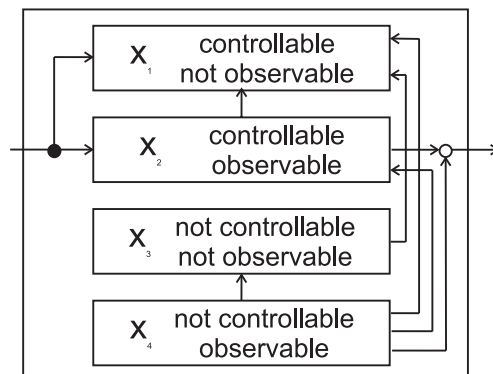 x₁ controllable
not observable
x₂ controllable
observable
x₃ not controllable
not observable
x₄ not controllable
observable